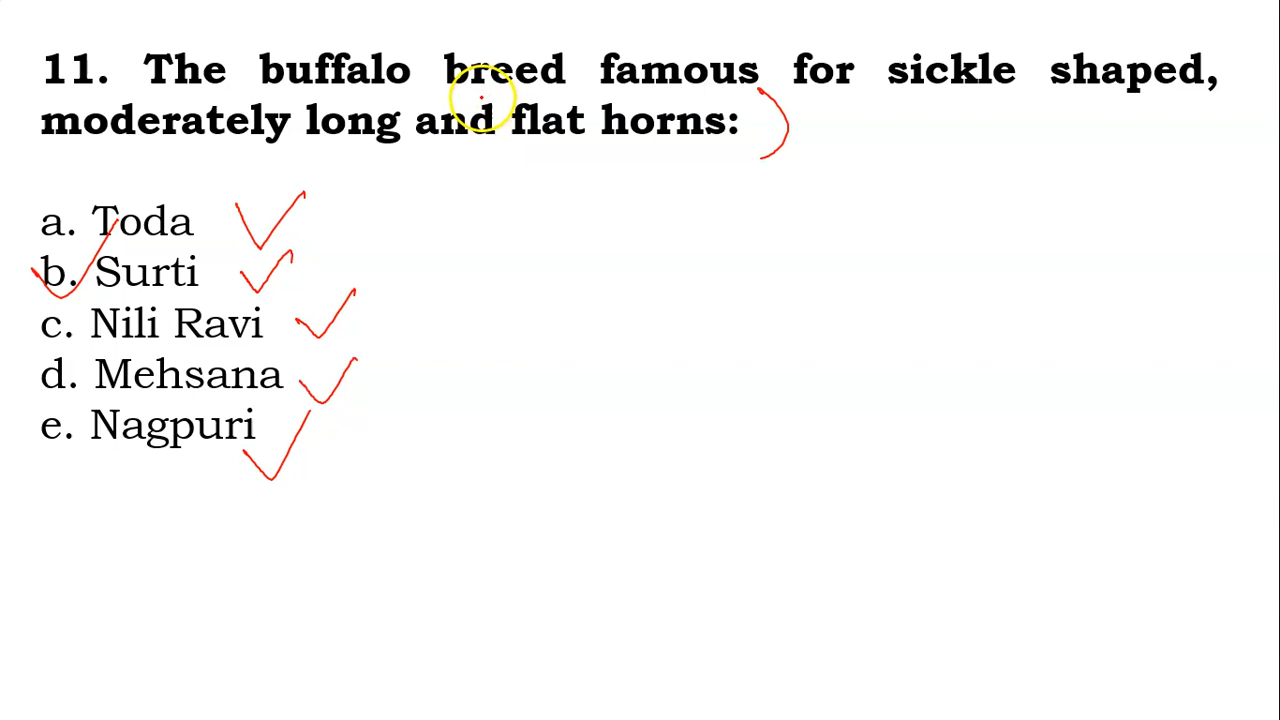 11. The buffalo breed famous for sickle shaped,
moderately long and flat horns:
a. Toda
b. Surti
c. Nili Ravi
d. Mehsana
e. Nagpuri